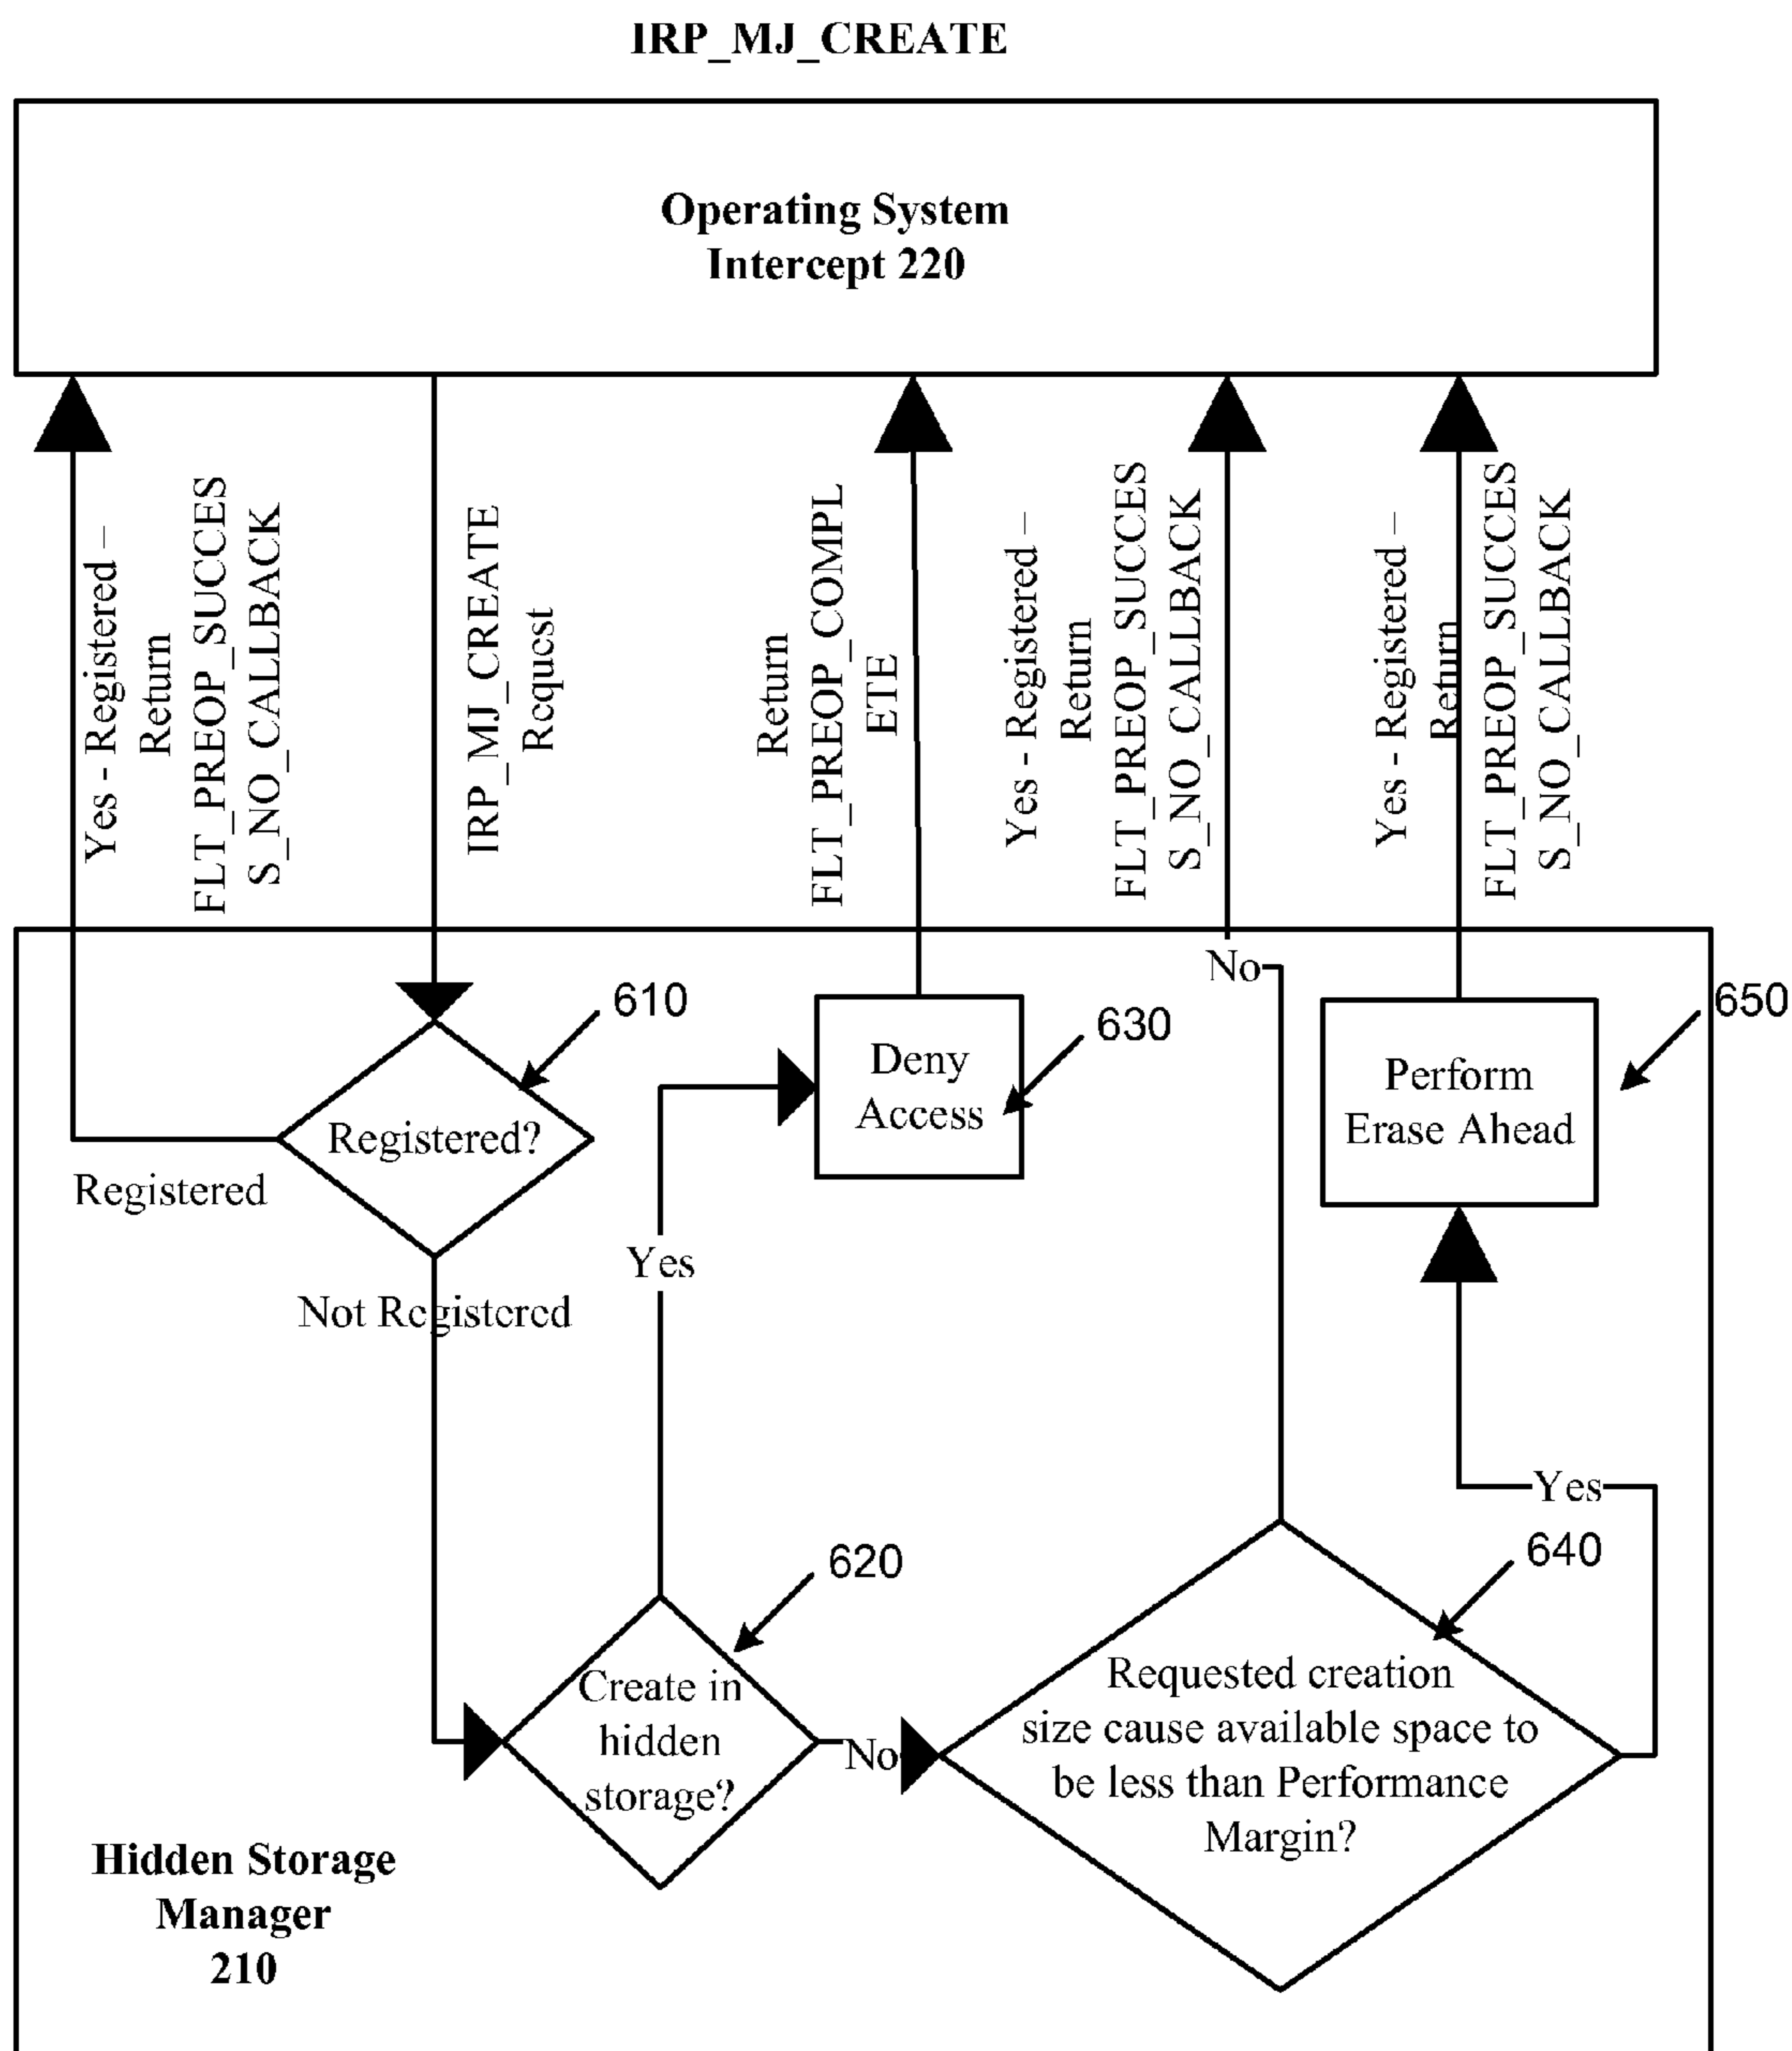 IRP_MJ_CREATE
Operating System
Intercept 220
Yes - Registered –
Return
FLT_PREOP_SUCCES
S_NO_CALLBACK
IRP_MJ_CREATE
Request
Return
FLT_PREOP_COMPL
ETE
Yes - Registered –
Return
FLT_PREOP_SUCCES
S_NO_CALLBACK
Yes - Registered –
Return
FLT_PREOP_SUCCES
S_NO_CALLBACK
610
Registered?
Registered
Not Registered
Deny
Access
630
No
Perform
Erase Ahead
650
Yes
Yes
620
Create in
hidden
storage?
No
640
Requested creation
size cause available space to
be less than Performance
Margin?
Hidden Storage
Manager
210